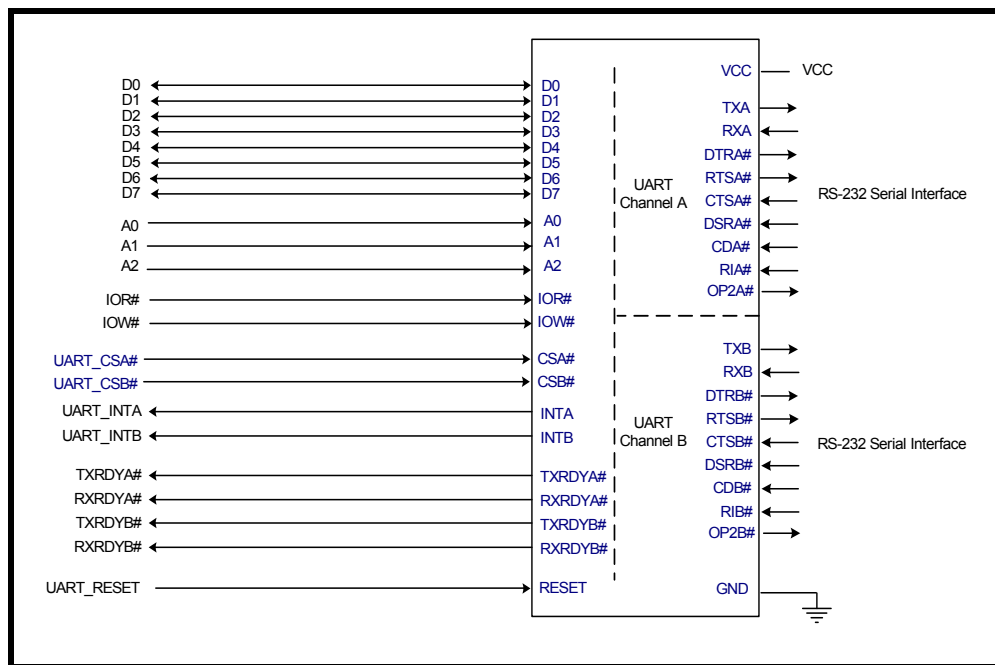 D0
D1
D2
D3
D4
D5
D6
D7
A0
A1
A2
IOR#
IOW#
UART_CSA#
UART_CSB#
UART_INTA
UART_INTB
TXRDYA#
RXRDYA#
TXRDYB#
RXRDYB#
UART_RESET
D0
D1
D2
D3
D4
D5
D6
D7
A0
A1
A2
IOR#
IOW#
CSA#
CSB#
INTA
INTB
TXRDYA#
RXRDYA#
TXRDYB#
RXRDYB#
RESET
UART
Channel A
UART
Channel B
VCC
TXA
RXA
DTRA#
RTSA#
CTSA#
DSRA#
CDA#
RIA#
OP2A#
TXB
RXB
DTRB#
RTSB#
CTSB#
DSRB#
CDB#
RIB#
OP2B#
GND
VCC
RS-232 Serial Interface
RS-232 Serial Interface